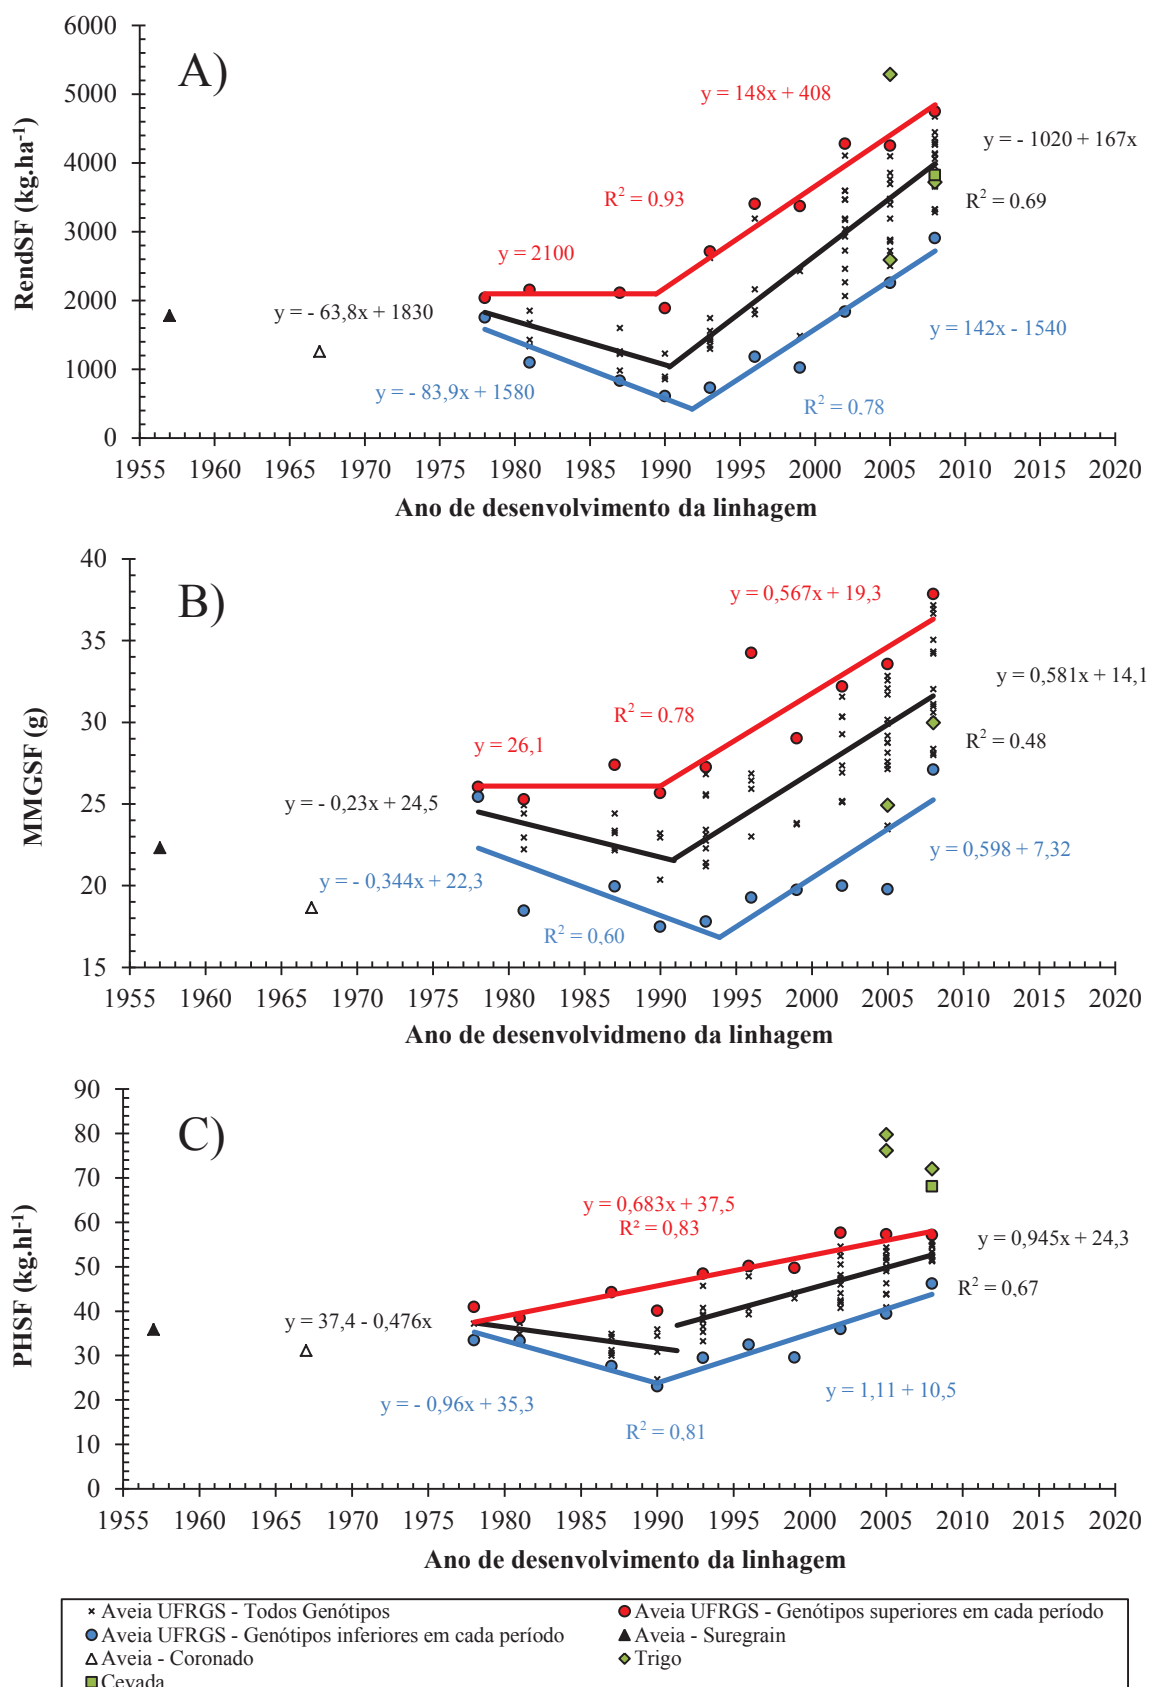 6000
A)
5000
y = 148x + 408
y = - 1020 + 167x
4000
R² = 0,93
R² = 0,69
RendSF (kg.ha⁻¹)
3000
y = 2100
2000
y = - 63,8x + 1830
y = 142x - 1540
1000
y = - 83,9x + 1580
R² = 0,78
0
1955 1960 1965 1970 1975 1980 1985 1990 1995 2000 2005 2010 2015 2020
Ano de desenvolvimento da linhagem
40
B)
y = 0,567x + 19,3
35
y = 0,581x + 14,1
R² = 0,78
R² = 0,48
30
y = 26,1
MMGSF (g)
25
y = - 0,23x + 24,5
y = 0,598 + 7,32
20
y = - 0,344x + 22,3
R² = 0,60
15
1955 1960 1965 1970 1975 1980 1985 1990 1995 2000 2005 2010 2015 2020
Ano de desenvolvidmeno da linhagem
90
C)
80
70
y = 0,683x + 37,5
R² = 0,83
60
y = 0,945x + 24,3
50
R² = 0,67
PHSF (kg.hl⁻¹)
40
y = 37,4 - 0,476x
30
20
y = - 0,96x + 35,3
y = 1,11 + 10,5
R² = 0,81
10
0
1955 1960 1965 1970 1975 1980 1985 1990 1995 2000 2005 2010 2015 2020
Ano de desenvolvimento da linhagem
Aveia UFRGS - Todos Genótipos
Aveia UFRGS - Genótipos superiores em cada período
Aveia UFRGS - Genótipos inferiores em cada período
Aveia - Suregrain
Aveia - Coronado
Trigo
Cevada